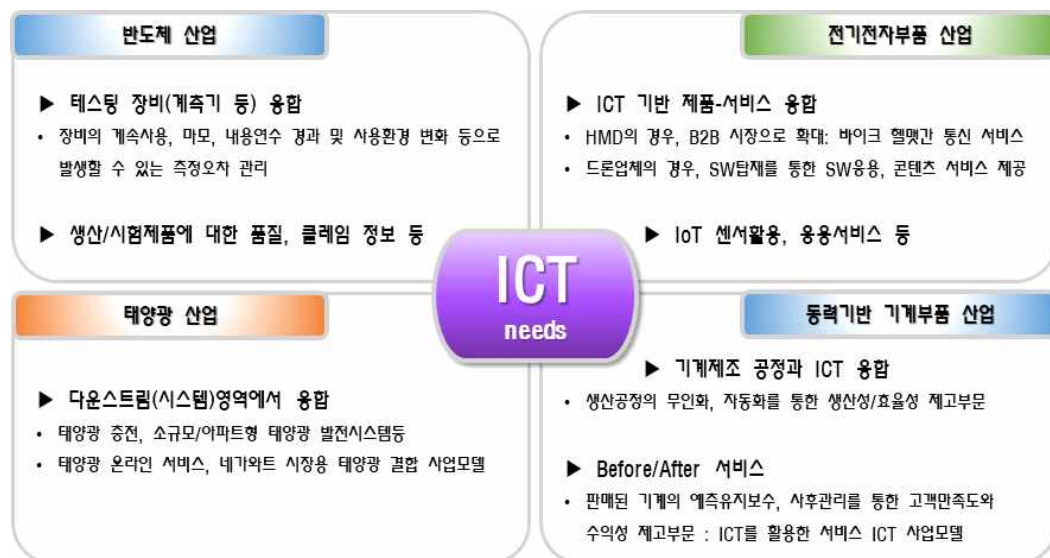 반도체 산업
▶ 테스팅 장비(계측기 등) 융합
• 장비의 계속사용, 마모, 내용연수 경과 및 사용환경 변화 등으로
발생할 수 있는 측정오차 관리
▶ 생산/시험제품에 대한 품질, 클레임 정보 등
전기전자부품 산업
▶ ICT 기반 제품-서비스 융합
• HMD의 경우, B2B 시장으로 확대: 바이크 헬맷간 통신 서비스
• 드론업체의 경우, SW탑재를 통한 SW응용, 콘텐츠 서비스 제공
▶ IoT 센서활용, 응용서비스 등
ICT
needs
태양광 산업
▶ 다운스트림(시스템)영역에서 융합
• 태양광 충전, 소규모/아파트형 태양광 발전시스템등
• 태양광 온라인 서비스, 네가와트 시장용 태양광 결합 사업모델
동력기반 기계부품 산업
▶ 기계제조 공정과 ICT 융합
• 생산공정의 무인화, 자동화를 통한 생산성/효율성 제고부문
▶ Before/After 서비스
• 판매된 기계의 예측유지보수, 사후관리를 통한 고객만족도와
수익성 제고부문 : ICT를 활용한 서비스 ICT 사업모델